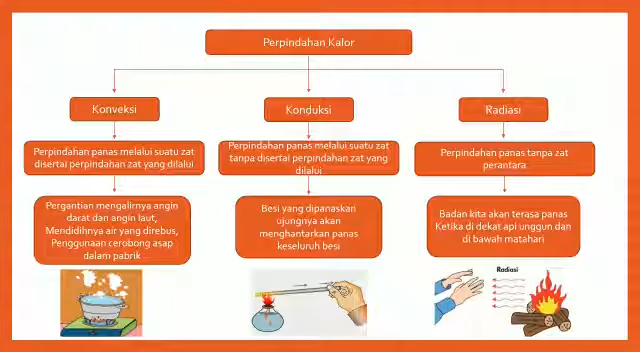 Perpindahan Kalor
Konveksi
Konduksi
Radiasi
Perpindahan panas melalui suatu zat
disertai perpindahan zat yang dilalui
Perpindahan panas melalui suatu zat
tanpa disertai perpindahan zat yang
dilalui
Perpindahan panas tanpa zat
perantara
Pergantian mengalirnya angin
darat dan angin laut,
Mendidihnya air yang direbus,
Penggunaan cerobong asap
dalam pabrik
Besi yang dipanaskan
ujungnya akan
menghantarkan panas
keseluruh besi
Badan kita akan terasa panas
Ketika di dekat api unggun dan
di bawah matahari
Radiasi